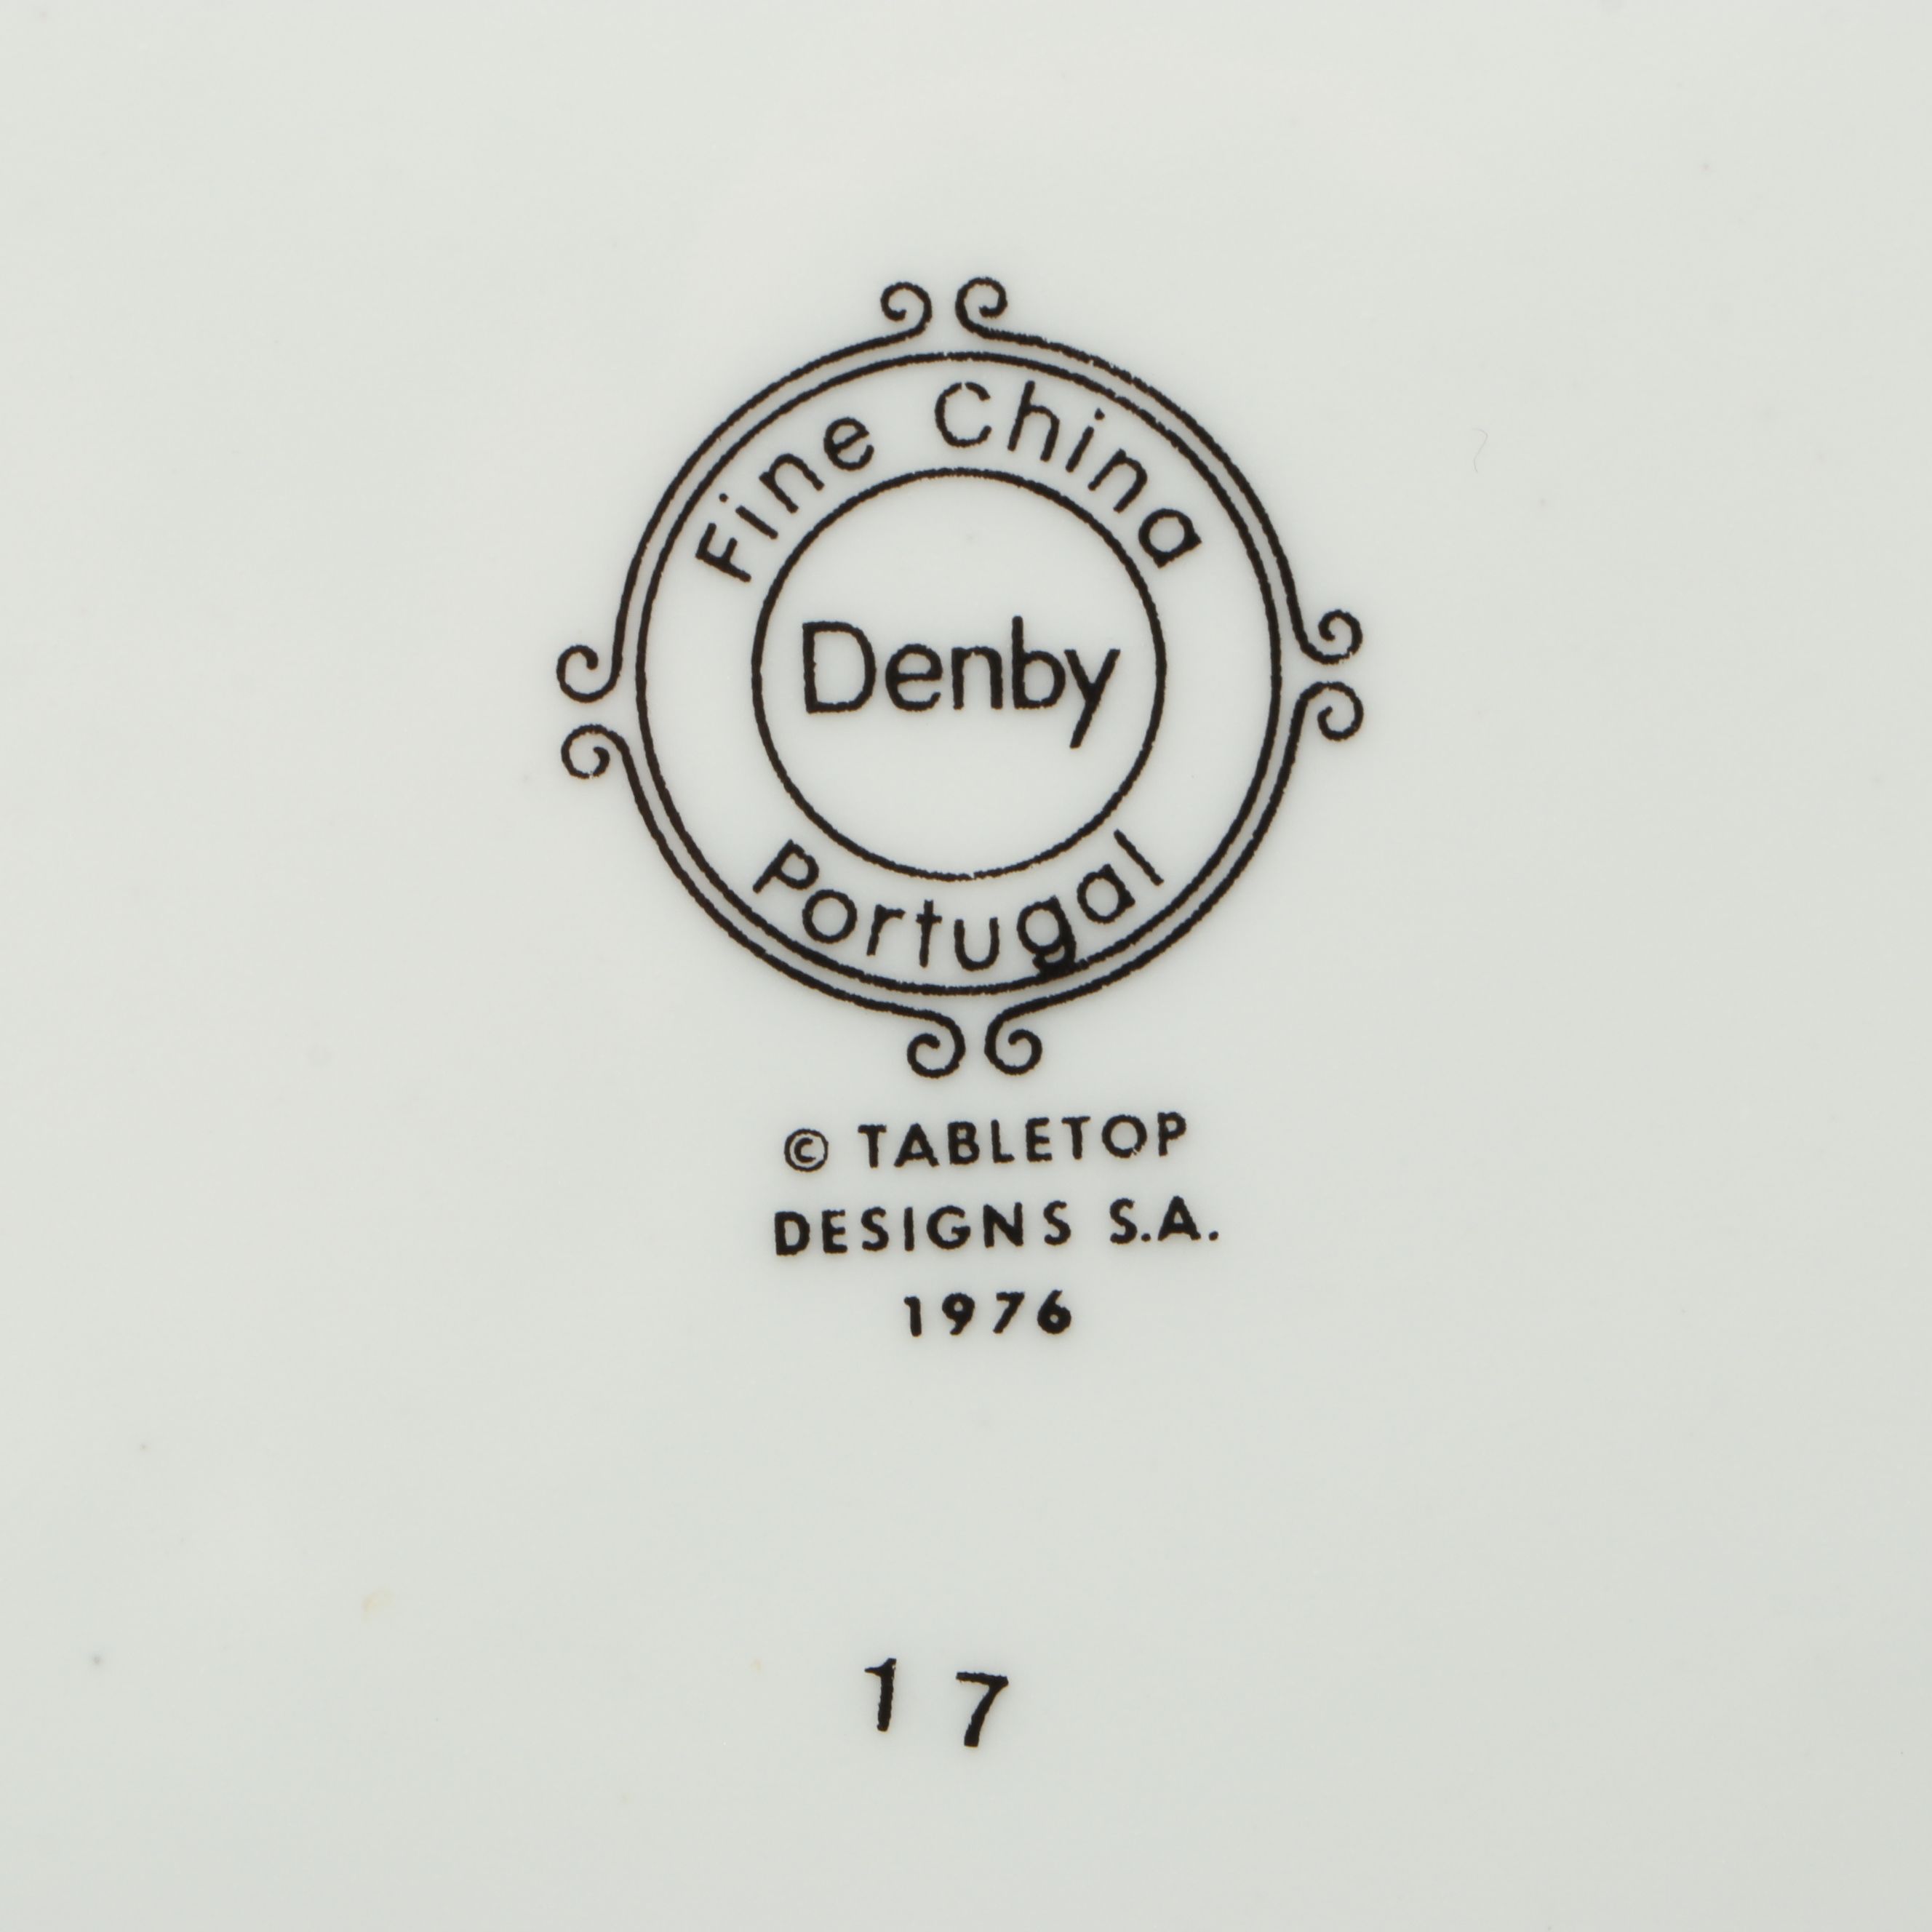 Fine China
Denby
Portugal
© TABLETOP
DESIGNS S.A.
1976
17